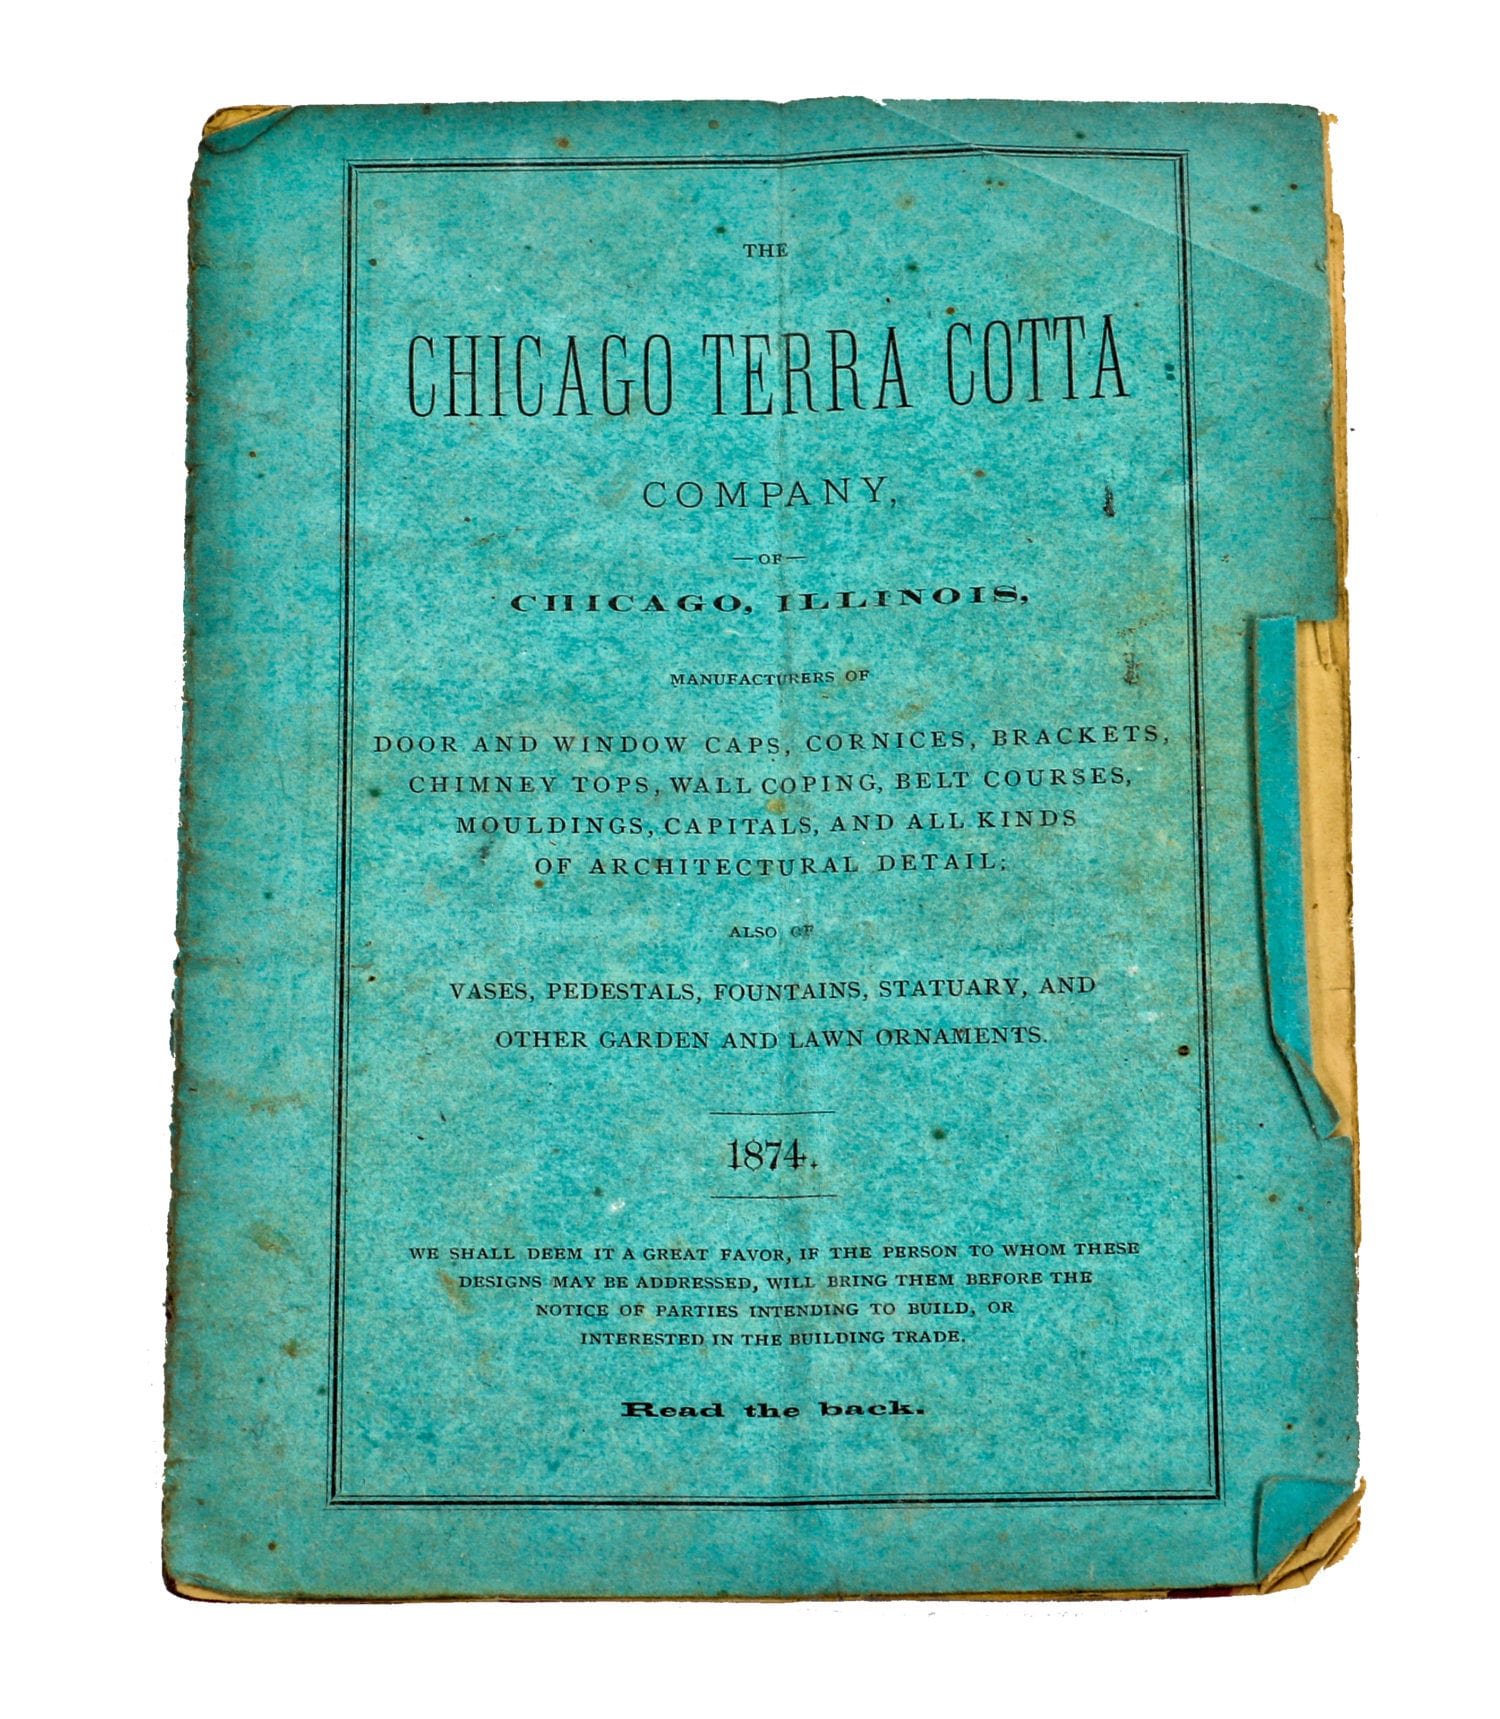 THE
CHICAGO TERRA COTTA
COMPANY,
—OF—
CHICAGO, ILLINOIS,
MANUFACTURERS OF
DOOR AND WINDOW CAPS, CORNICES, BRACKETS,
CHIMNEY TOPS, WALL COPING, BELT COURSES,
MOULDINGS, CAPITALS, AND ALL KINDS
OF ARCHITECTURAL DETAIL;
ALSO OF
VASES, PEDESTALS, FOUNTAINS, STATUARY, AND
OTHER GARDEN AND LAWN ORNAMENTS.
1874.
WE SHALL DEEM IT A GREAT FAVOR, IF THE PERSON TO WHOM THESE
DESIGNS MAY BE ADDRESSED, WILL BRING THEM BEFORE THE
NOTICE OF PARTIES INTENDING TO BUILD, OR
INTERESTED IN THE BUILDING TRADE.
Read the back.